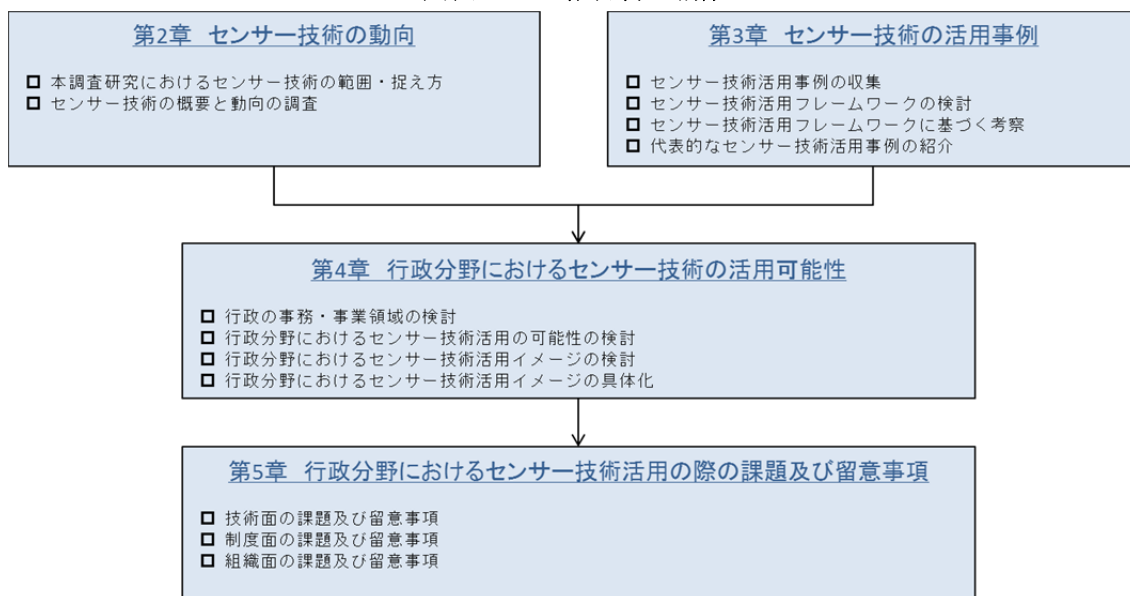 第2章 センサー技術の動向
□ 本調査研究におけるセンサー技術の範囲・捉え方
□ センサー技術の概要と動向の調査
第3章 センサー技術の活用事例
□ センサー技術活用事例の収集
□ センサー技術活用フレームワークの検討
□ センサー技術活用フレームワークに基づく考察
□ 代表的なセンサー技術活用事例の紹介
第4章 行政分野におけるセンサー技術の活用可能性
□ 行政の事務・事業領域の検討
□ 行政分野におけるセンサー技術活用の可能性の検討
□ 行政分野におけるセンサー技術活用イメージの検討
□ 行政分野におけるセンサー技術活用イメージの具体化
第5章 行政分野におけるセンサー技術活用の際の課題及び留意事項
□ 技術面の課題及び留意事項
□ 制度面の課題及び留意事項
□ 組織面の課題及び留意事項